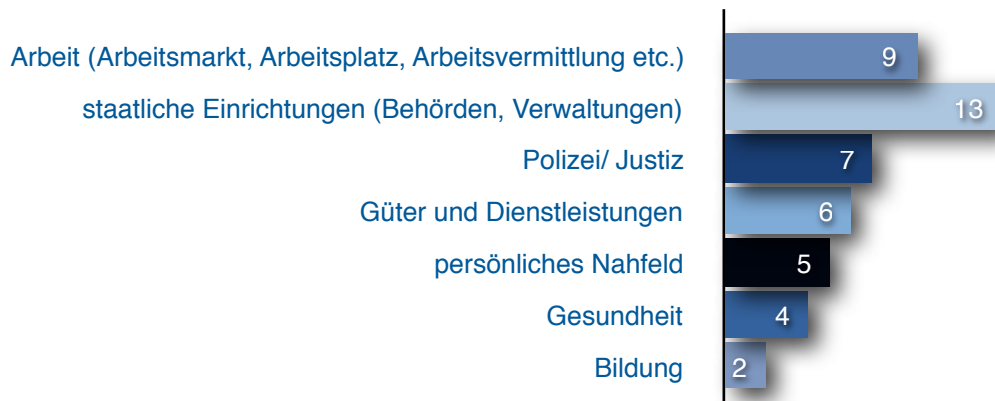 Arbeit (Arbeitsmarkt, Arbeitsplatz, Arbeitsvermittlung etc.) 9
staatliche Einrichtungen (Behörden, Verwaltungen) 13
Polizei/ Justiz 7
Güter und Dienstleistungen 6
persönliches Nahfeld 5
Gesundheit 4
Bildung 2